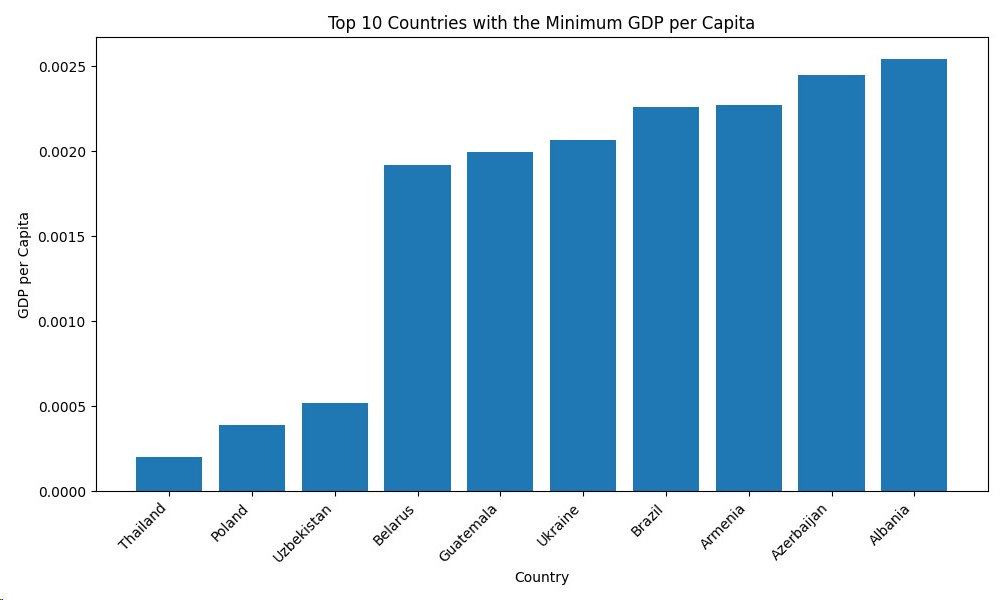 Top 10 Countries with the Minimum GDP per Capita
0.0025
0.0020
0.0015
0.0010
0.0005
0.0000
GDP per Capita
Thailand
Poland
Uzbekistan
Belarus
Guatemala
Ukraine
Brazil
Armenia
Azerbaijan
Albania
Country